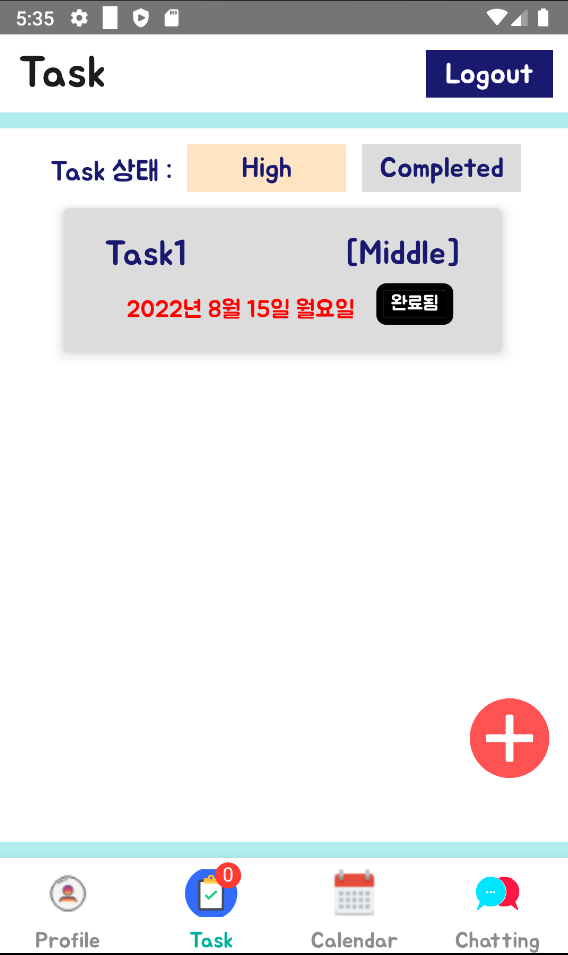 5:35
Task Logout
Task 상태 : High Completed
Task1 [Middle]
2022년 8월 15일 월요일 완료됨
0
Profile Task Calendar Chatting